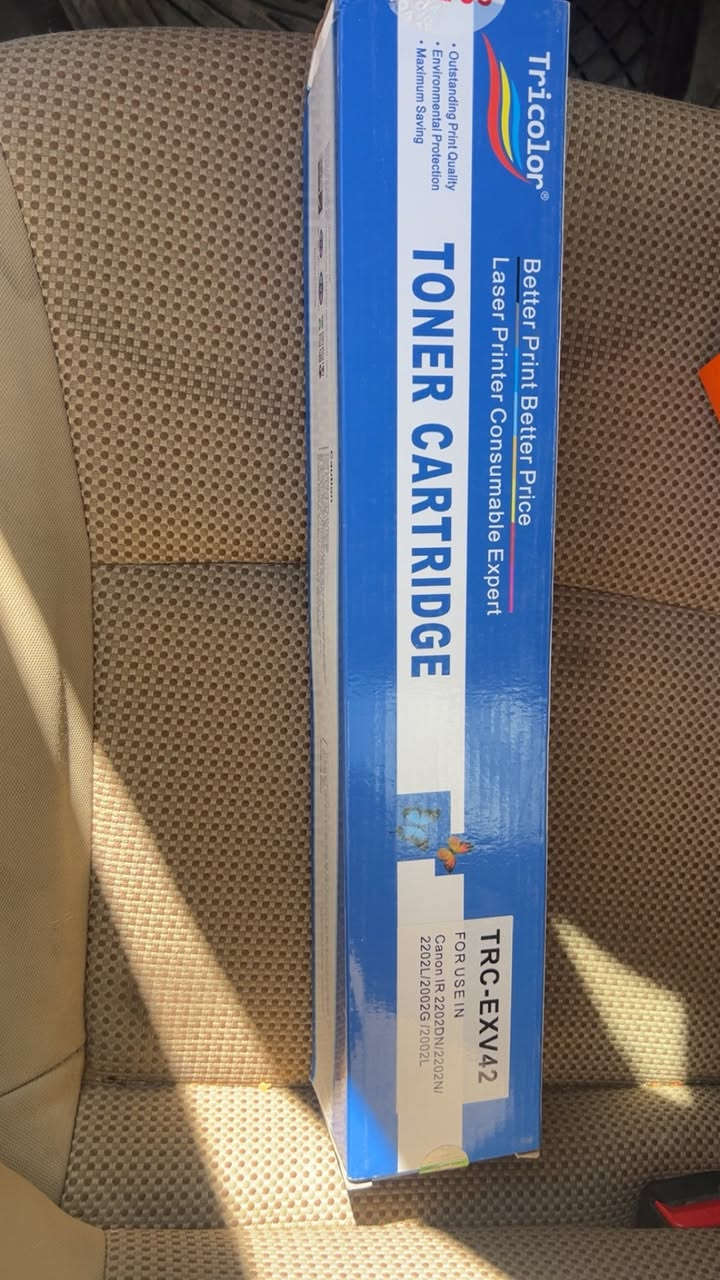 Tricolor®
Better Print Better Price
Laser Printer Consumable Expert
• Outstanding Print Quality
• Environmental Protection
• Maximum Saving
TONER CARTRIDGE
TRC-EXV42
FOR USE IN
Canon IR 2202DN/2202N/
2202L/2002G /2002L
Caution